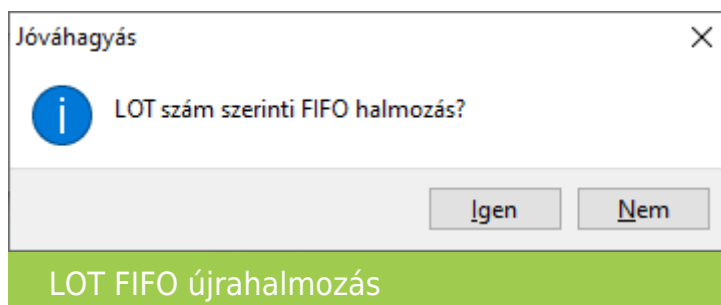 Jóváhagyás
LOT szám szerinti FIFO halmozás?
Igen
Nem
LOT FIFO újrahalmozás